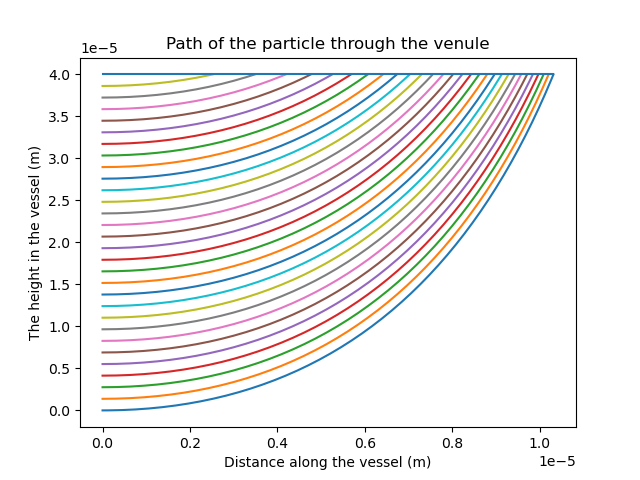 Path of the particle through the venule
1e−5
4.0
3.5
3.0
2.5
2.0
1.5
1.0
0.5
0.0
The height in the vessel (m)
0.0 0.2 0.4 0.6 0.8 1.0
1e−5
Distance along the vessel (m)